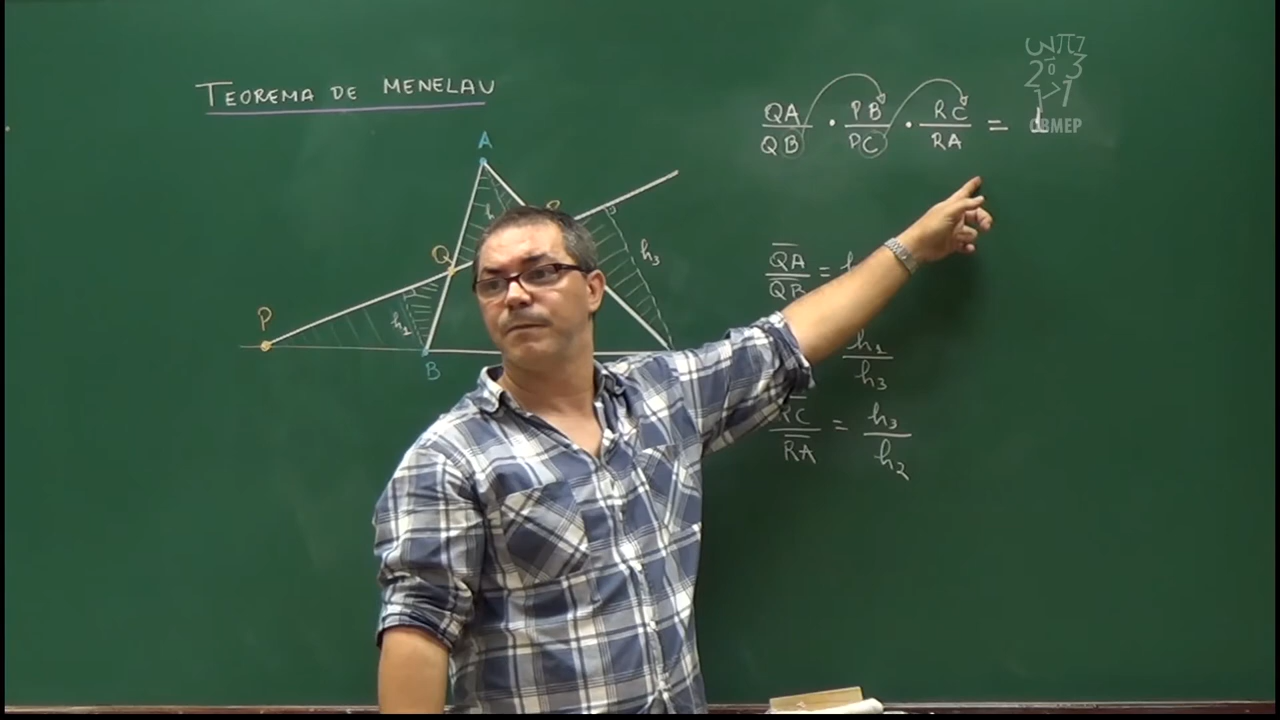 TEOREMA DE MENELAU
QA/QB · PB/PC · RC/RA = 1
OBMEP
A
Q
h3
P
B
QA/QB =
h1/h3
RC/RA = h3/h2